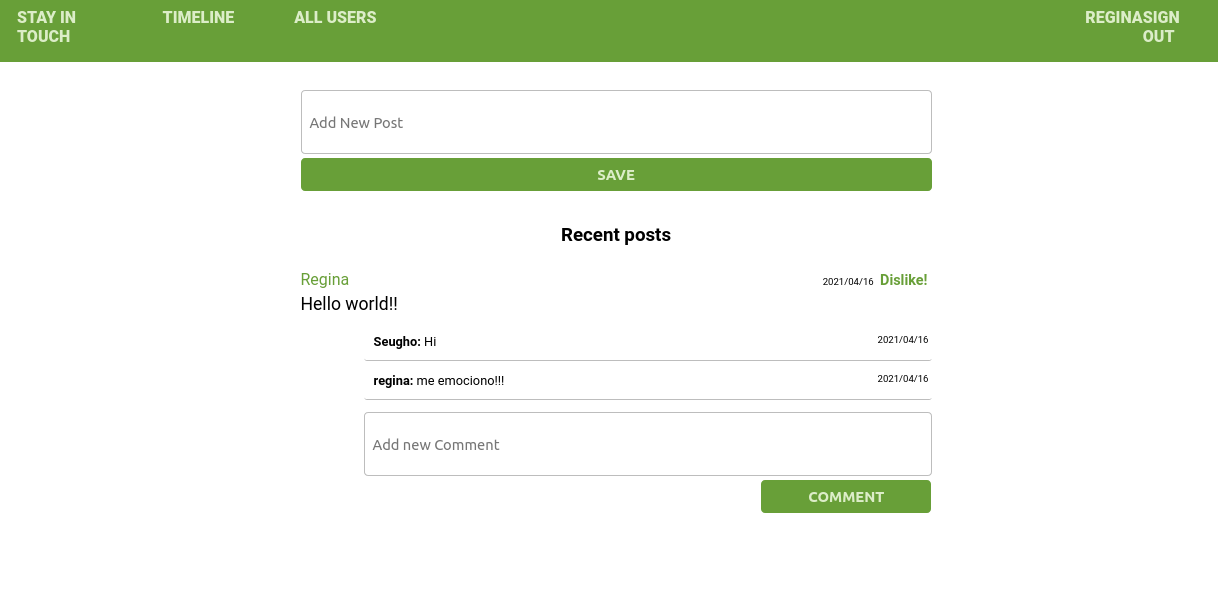 STAY IN TOUCH
TIMELINE
ALL USERS
REGINASIGN OUT
Add New Post
SAVE
Recent posts
Regina 2021/04/16 Dislike!
Hello world!!
Seugho: Hi 2021/04/16
regina: me emociono!!! 2021/04/16
Add new Comment
COMMENT